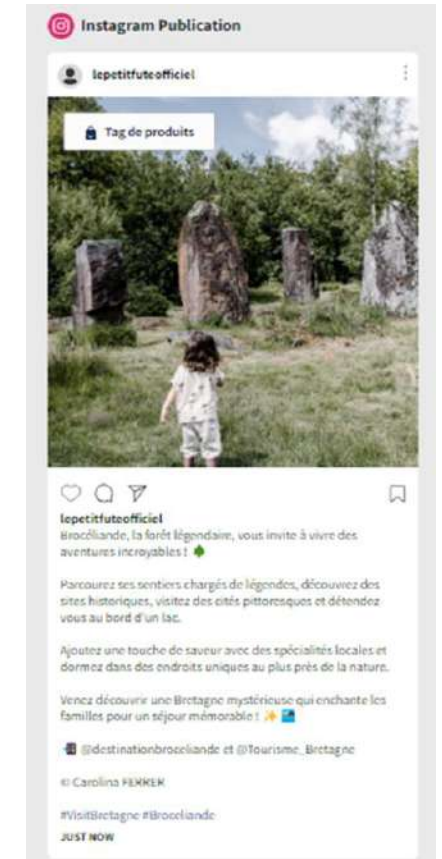 Instagram Publication
lepetitfuteofficiel
Tag de produits
lepetitfuteofficiel
Brocéliande, la forêt légendaire, vous invite à vivre des
aventures incroyables !
Parcourez ses sentiers chargés de légendes, découvrez des
sites historiques, visitez des cités pittoresques et détendez
vous au bord d'un lac.
Ajoutez une touche de saveur avec des spécialités locales et
dormez dans des endroits uniques au plus près de la nature.
Venez découvrir une Bretagne mystérieuse qui enchante les
familles pour un séjour mémorable !
@destinationbroceliande et @Tourisme_Bretagne
© Carolina FERRER
#VisitBretagne #Broceliande
JUST NOW